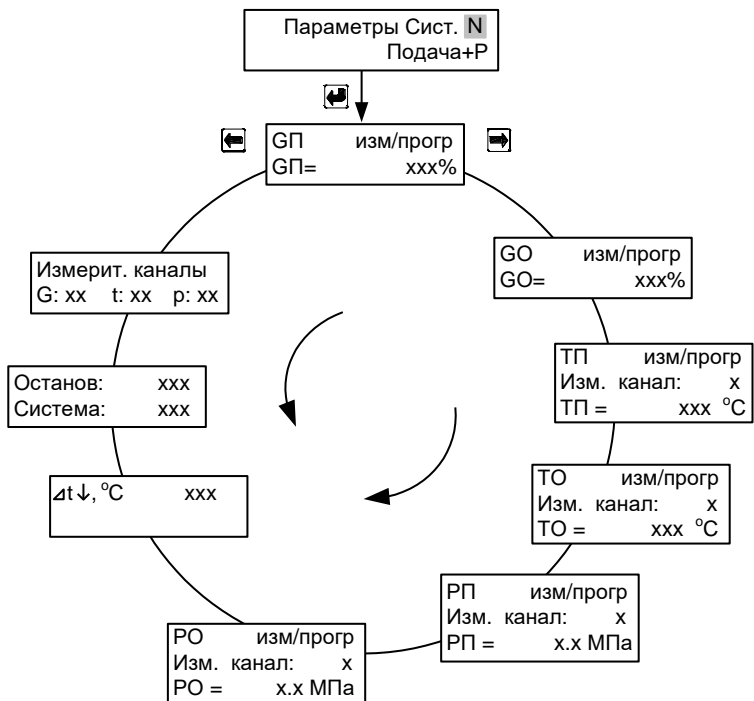 Параметры Сист. N
Подача+Р
GП изм/прогр
GП= xxx%
GО изм/прогр
GО= xxx%
ТП изм/прогр
Изм. канал: x
ТП = xxx °С
ТО изм/прогр
Изм. канал: x
ТО = xxx °С
РП изм/прогр
Изм. канал: x
РП = x.x МПа
РО изм/прогр
Изм. канал: x
РО = x.x МПа
⊿t↓, °С xxx
Останов: xxx
Система: xxx
Измерит. каналы
G: xx t: xx p: xx